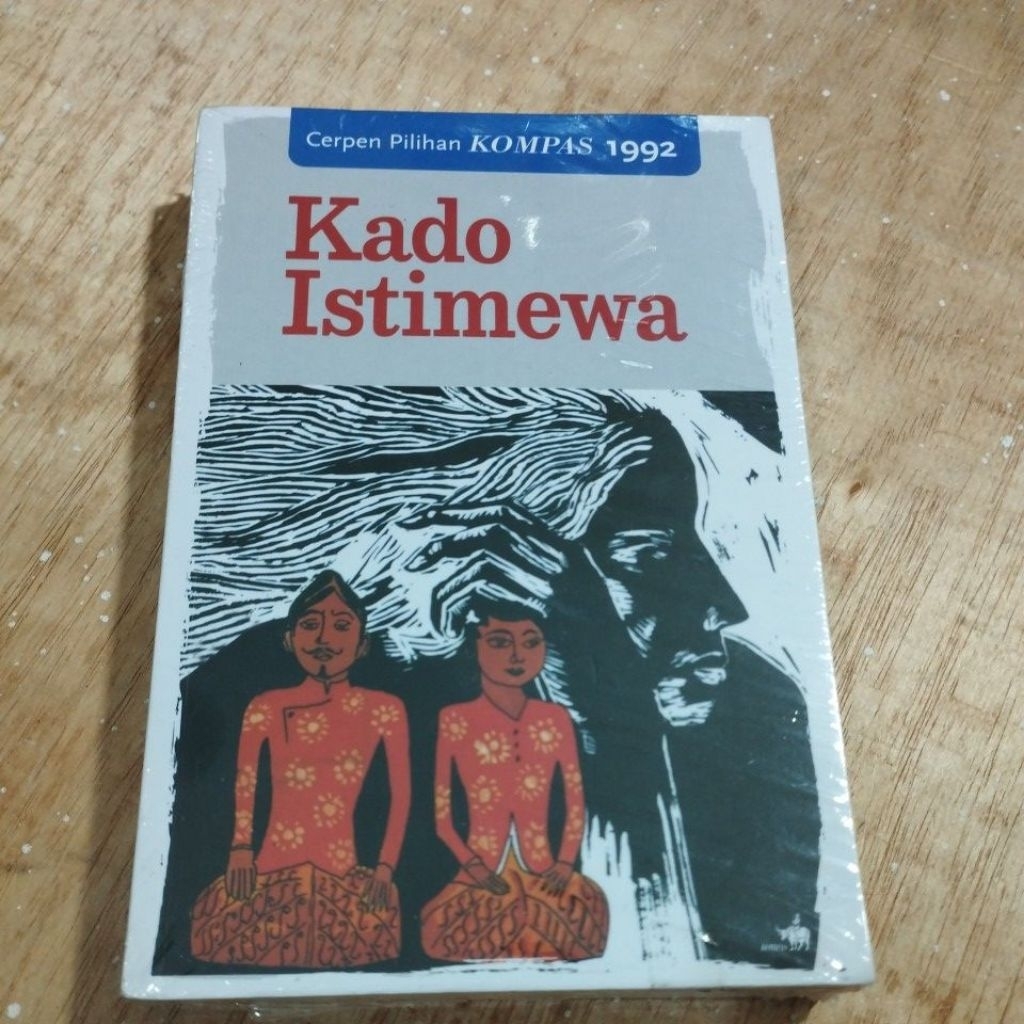 Cerpen Pilihan KOMPAS 1992
Kado
Istimewa